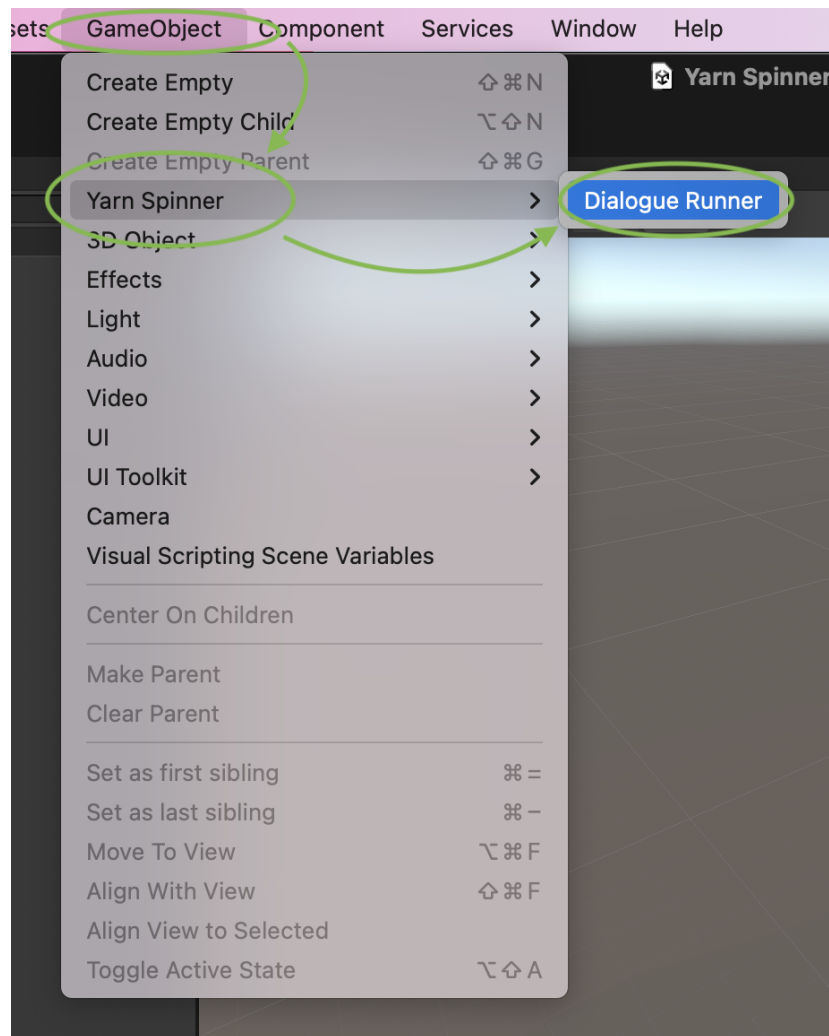 sets GameObject Component Services Window Help
Yarn Spinner
Create Empty ⇧⌘N
Create Empty Child ⌥⇧N
Create Empty Parent ⇧⌘G
Yarn Spinner
Dialogue Runner
3D Object
Effects
Light
Audio
Video
UI
UI Toolkit
Camera
Visual Scripting Scene Variables
Center On Children
Make Parent
Clear Parent
Set as first sibling ⌘=
Set as last sibling ⌘−
Move To View ⌥⌘F
Align With View ⇧⌘F
Align View to Selected
Toggle Active State ⌥⇧A